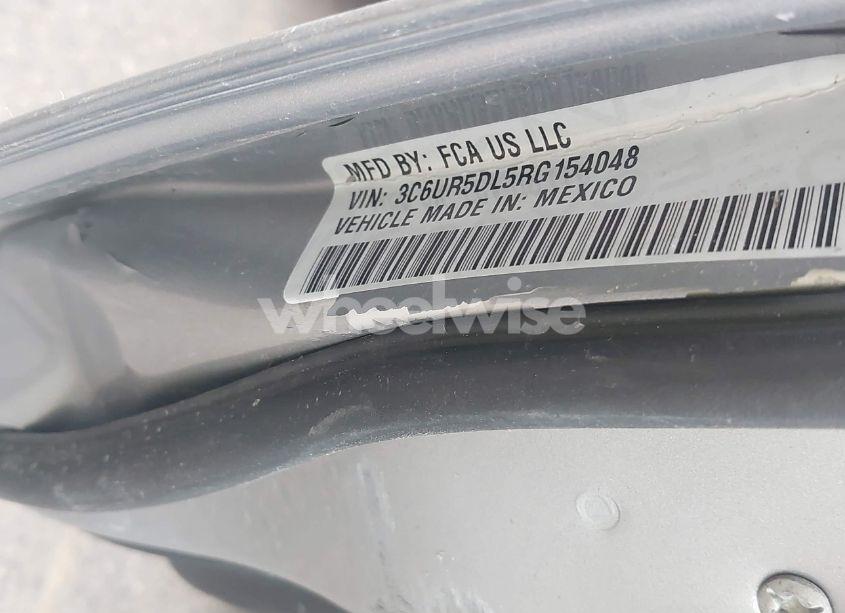 MFD BY: FCA US LLC
VIN: 3C6UR5DL5RG154048
VEHICLE MADE IN: MEXICO
wheelwise